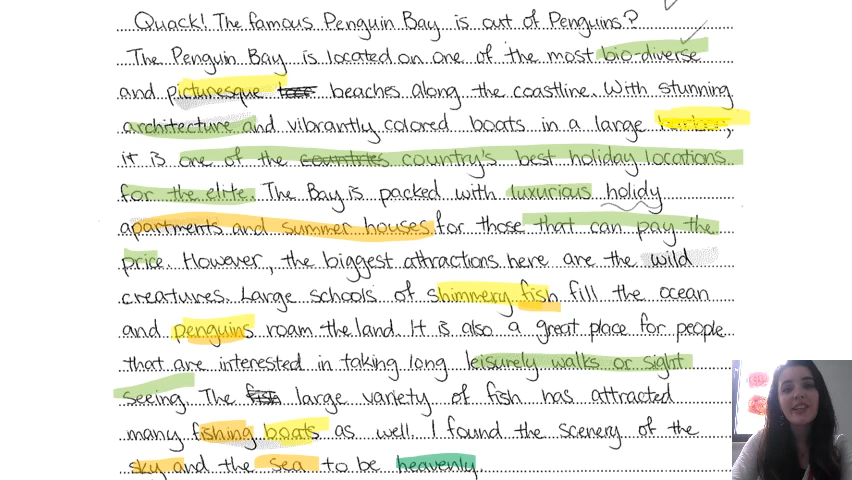 Quack! The famous Penguin Bay is out of Penguins?
The Penguin Bay is located on one of the most bio-diverse
and picturesque beaches along the coastline. With stunning
architecture and vibrantly colored boats in a large
it is one of the countries country's best holiday locations
for the elite. The Bay is packed with luxurious holidy
apartments and summer houses for those that can pay the
price. However, the biggest attractions here are the wild
creatures. Large schools of shimmery fish fill the ocean
and penguins roam the land. It is also a great place for people
that are interested in taking long leisurely walks or sight
seeing. The fish large variety of fish has attracted
many fishing boats as well. I found the scenery of the
sky and the sea to be heavenly